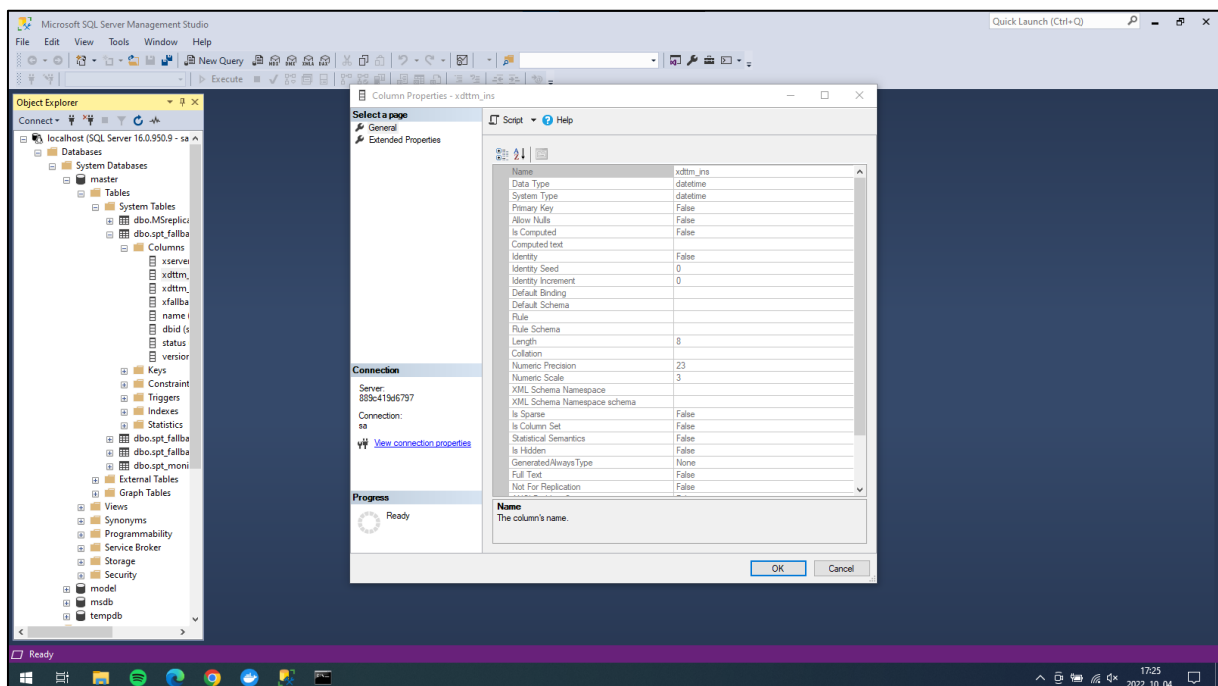 Microsoft SQL Server Management Studio
Quick Launch (Ctrl+Q)
File Edit View Tools Window Help
New Query
Execute
Object Explorer
Connect
localhost (SQL Server 16.0.950.9 - sa
Databases
System Databases
master
Tables
System Tables
dbo.MSreplica
dbo.spt_fallba
Columns
xserver
xdttm_
xdttm_
xfallba
name (
dbid (s
status
version
Keys
Constraint
Triggers
Indexes
Statistics
dbo.spt_fallba
dbo.spt_fallba
dbo.spt_moni
External Tables
Graph Tables
Views
Synonyms
Programmability
Service Broker
Storage
Security
model
msdb
tempdb
Column Properties - xdttm_ins
Select a page
General
Extended Properties
Connection
Server:
889c419d6797
Connection:
sa
View connection properties
Progress
Ready
Script Help
Name xdttm_ins
Data Type datetime
System Type datetime
Primary Key False
Allow Nulls False
Is Computed False
Computed text
Identity False
Identity Seed 0
Identity Increment 0
Default Binding
Default Schema
Rule
Rule Schema
Length 8
Collation
Numeric Precision 23
Numeric Scale 3
XML Schema Namespace
XML Schema Namespace schema
Is Sparse False
Is Column Set False
Statistical Semantics False
Is Hidden False
GeneratedAlwaysType None
Full Text False
Not For Replication False
Name
The column's name.
OK Cancel
Ready
17:25
2022. 10. 04.